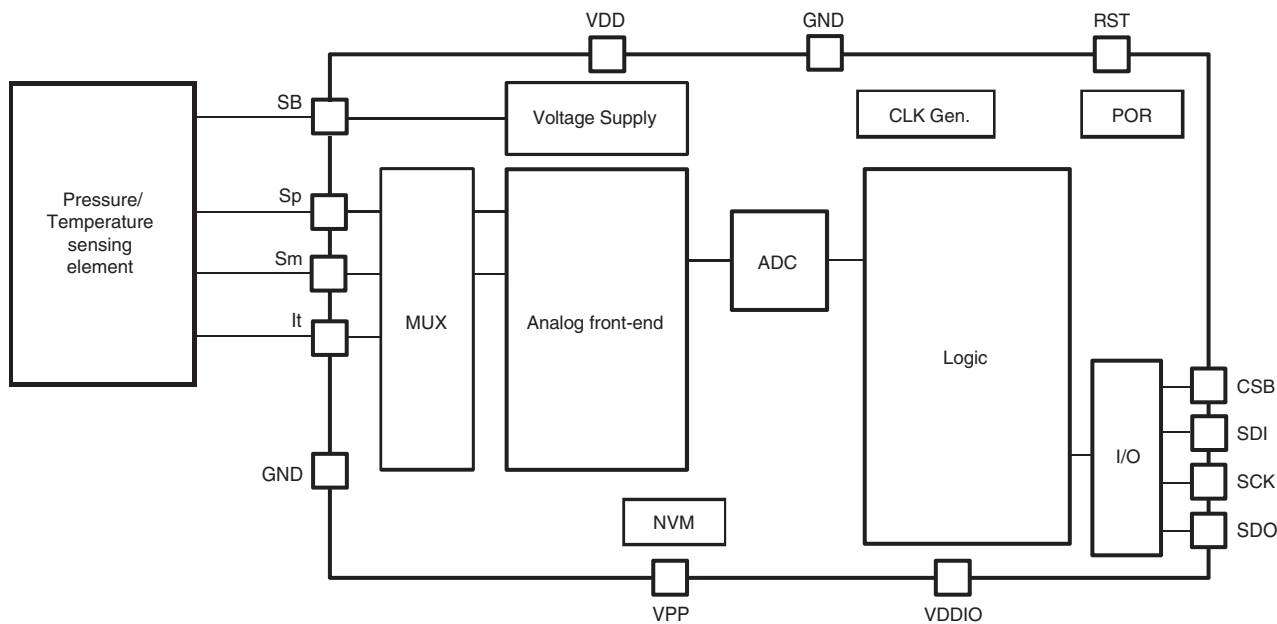 VDD
GND
RST
SB
Voltage Supply
CLK Gen.
POR
Pressure/
Temperature
sensing
element
Sp
Sm
It
MUX
Analog front-end
ADC
Logic
GND
NVM
I/O
CSB
SDI
SCK
SDO
VPP
VDDIO